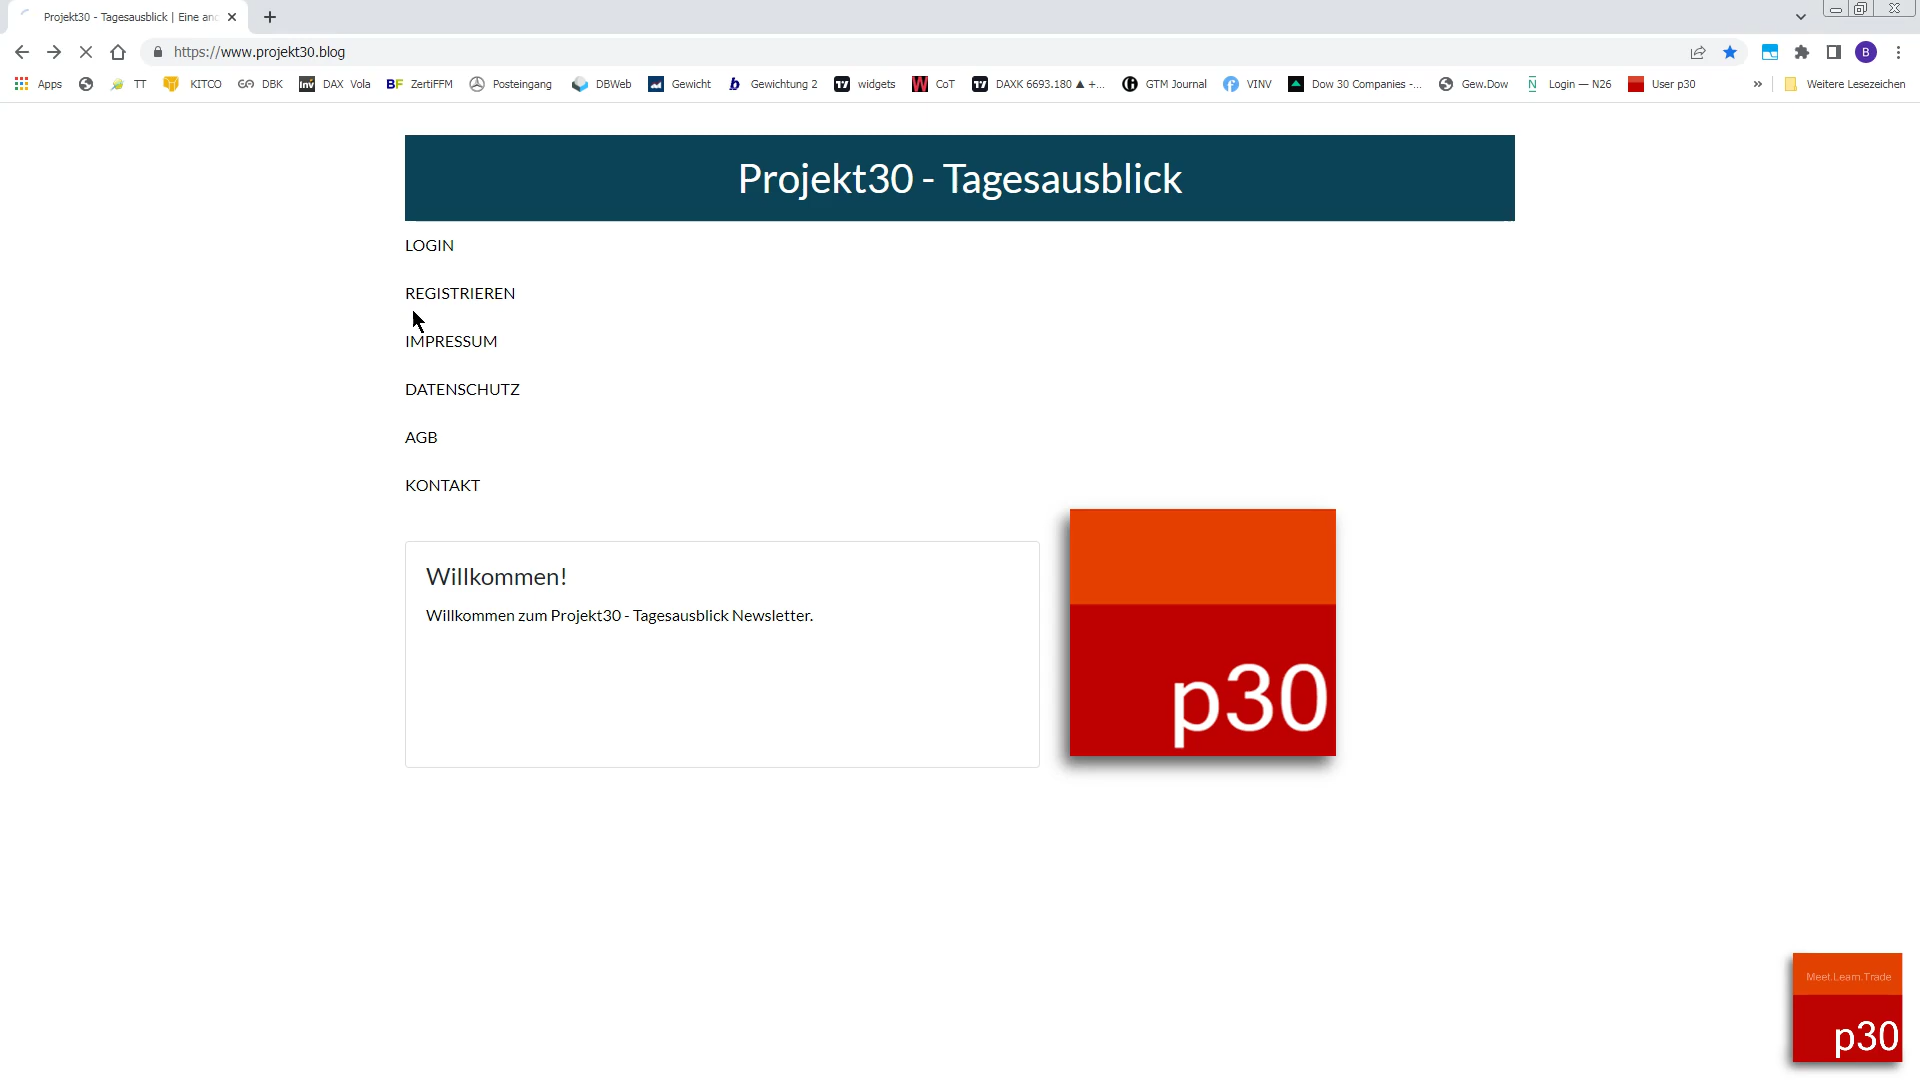 Projekt30 - Tagesausblick | Eine
https://www.projekt30.blog
B
Apps TT KITCO DBK DAX Vola BF ZertiFFM Posteingang DBWeb Gewicht Gewichtung 2 widgets CoT DAXK 6693.180 ▲ +... GTM Journal VINV Dow 30 Companies -... Gew.Dow Login — N26 User p30 » Weitere Lesezeichen
Projekt30 - Tagesausblick
LOGIN
REGISTRIEREN
IMPRESSUM
DATENSCHUTZ
AGB
KONTAKT
Willkommen!
Willkommen zum Projekt30 - Tagesausblick Newsletter.
p30
Meet.Learn.Trade
p30